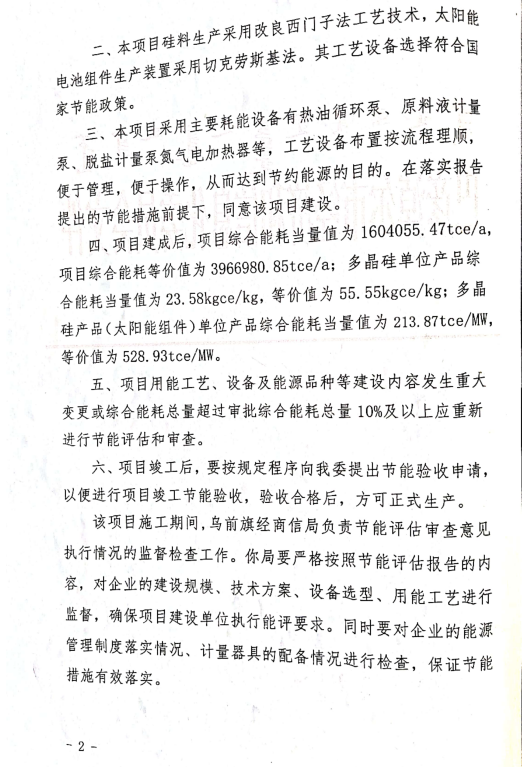 二、本项目硅料生产采用改良西门子法工艺技术，太阳能
电池组件生产装置采用切克劳斯基法。其工艺设备选择符合国
家节能政策。
三、本项目采用主要耗能设备有热油循环泵、原料液计量
泵、脱盐计量泵氮气电加热器等，工艺设备布置按流程理顺，
便于管理，便于操作，从而达到节约能源的目的。在落实报告
提出的节能措施前提下，同意该项目建设。
四、项目建成后，项目综合能耗当量值为 1604055.47tce/a，
项目综合能耗等价值为 3966980.85tce/a；多晶硅单位产品综
合能耗当量值为 23.58kgce/kg，等价值为 55.55kgce/kg；多晶
硅产品（太阳能组件）单位产品综合能耗当量值为 213.87tce/MW，
等价值为 528.93tce/MW。
五、项目用能工艺、设备及能源品种等建设内容发生重大
变更或综合能耗总量超过审批综合能耗总量 10%及以上应重新
进行节能评估和审查。
六、项目竣工后，要按规定程序向我委提出节能验收申请，
以便进行项目竣工节能验收，验收合格后，方可正式生产。
该项目施工期间，乌前旗经商信局负责节能评估审查意见
执行情况的监督检查工作。你局要严格按照节能评估报告的内
容，对企业的建设规模、技术方案、设备选型、用能工艺进行
监督，确保项目建设单位执行能评要求。同时要对企业的能源
管理制度落实情况、计量器具的配备情况进行检查，保证节能
措施有效落实。
- 2 -